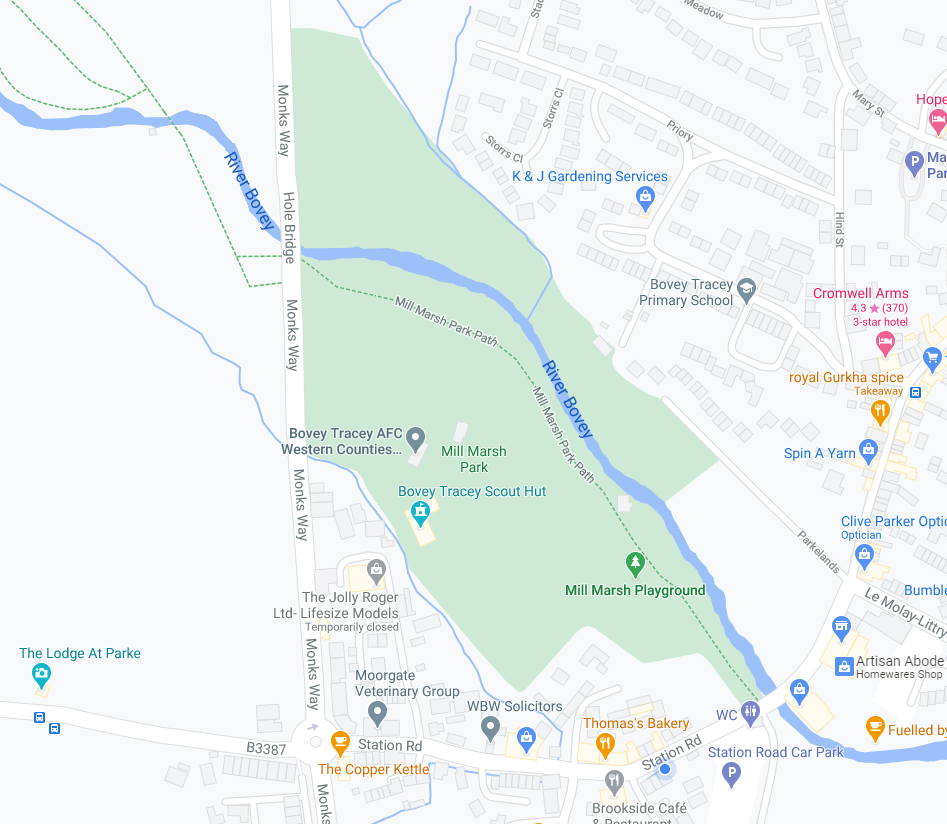 Meadow
Mary St
Hope
Monks Way
Storrs Cl
Priory
Storrs Cl
Ma
Par
River Bovey
K & J Gardening Services
Hole Bridge
Hind St
Bovey Tracey
Primary School
Cromwell Arms
4.3 ★ (370)
3-star hotel
Monks Way
Mill Marsh Park Path
royal Gurkha spice
Takeaway
River Bovey
Mill Marsh Park Path
Bovey Tracey AFC
Western Counties...
Mill Marsh
Park
Spin A Yarn
Bovey Tracey Scout Hut
Monks Way
Clive Parker Optic
Optician
Parkelands
Mill Marsh Playground
Bumble
Le Molay-Littry
The Jolly Roger
Ltd- Lifesize Models
Temporarily closed
The Lodge At Parke
Monks Way
Artisan Abode
Homewares Shop
Moorgate
Veterinary Group
WBW Solicitors
WC
Thomas's Bakery
Fuelled by
B3387
Station Rd
Station Rd
Station Road Car Park
The Copper Kettle
Monks
Brookside Café
& Restaurant